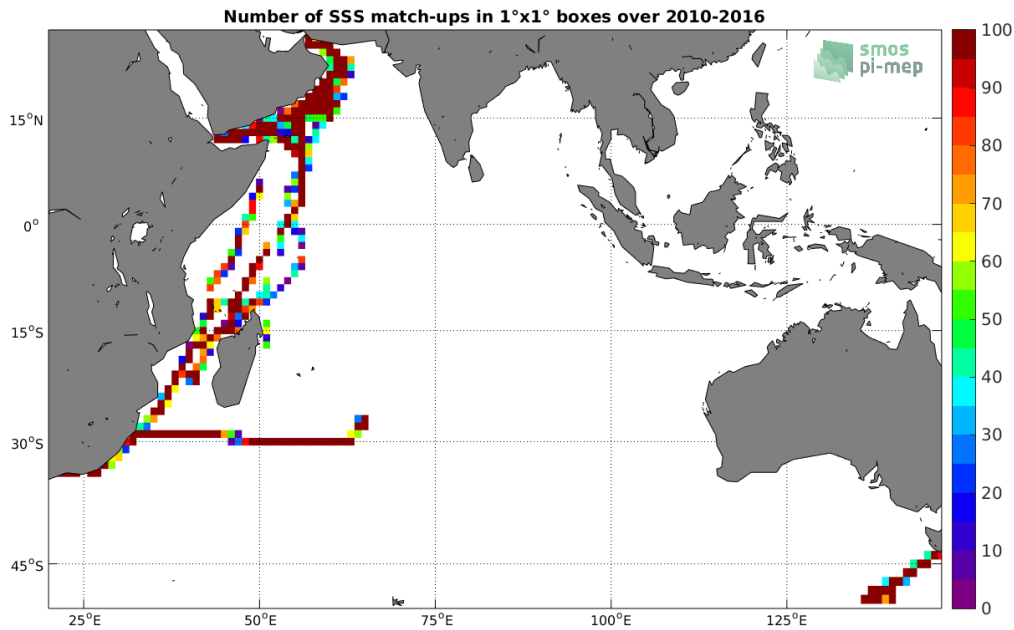 Number of SSS match-ups in 1°x1° boxes over 2010-2016
smos
pi-mep
15°N
0°
15°S
30°S
45°S
25°E
50°E
75°E
100°E
125°E
100
90
80
70
60
50
40
30
20
10
0